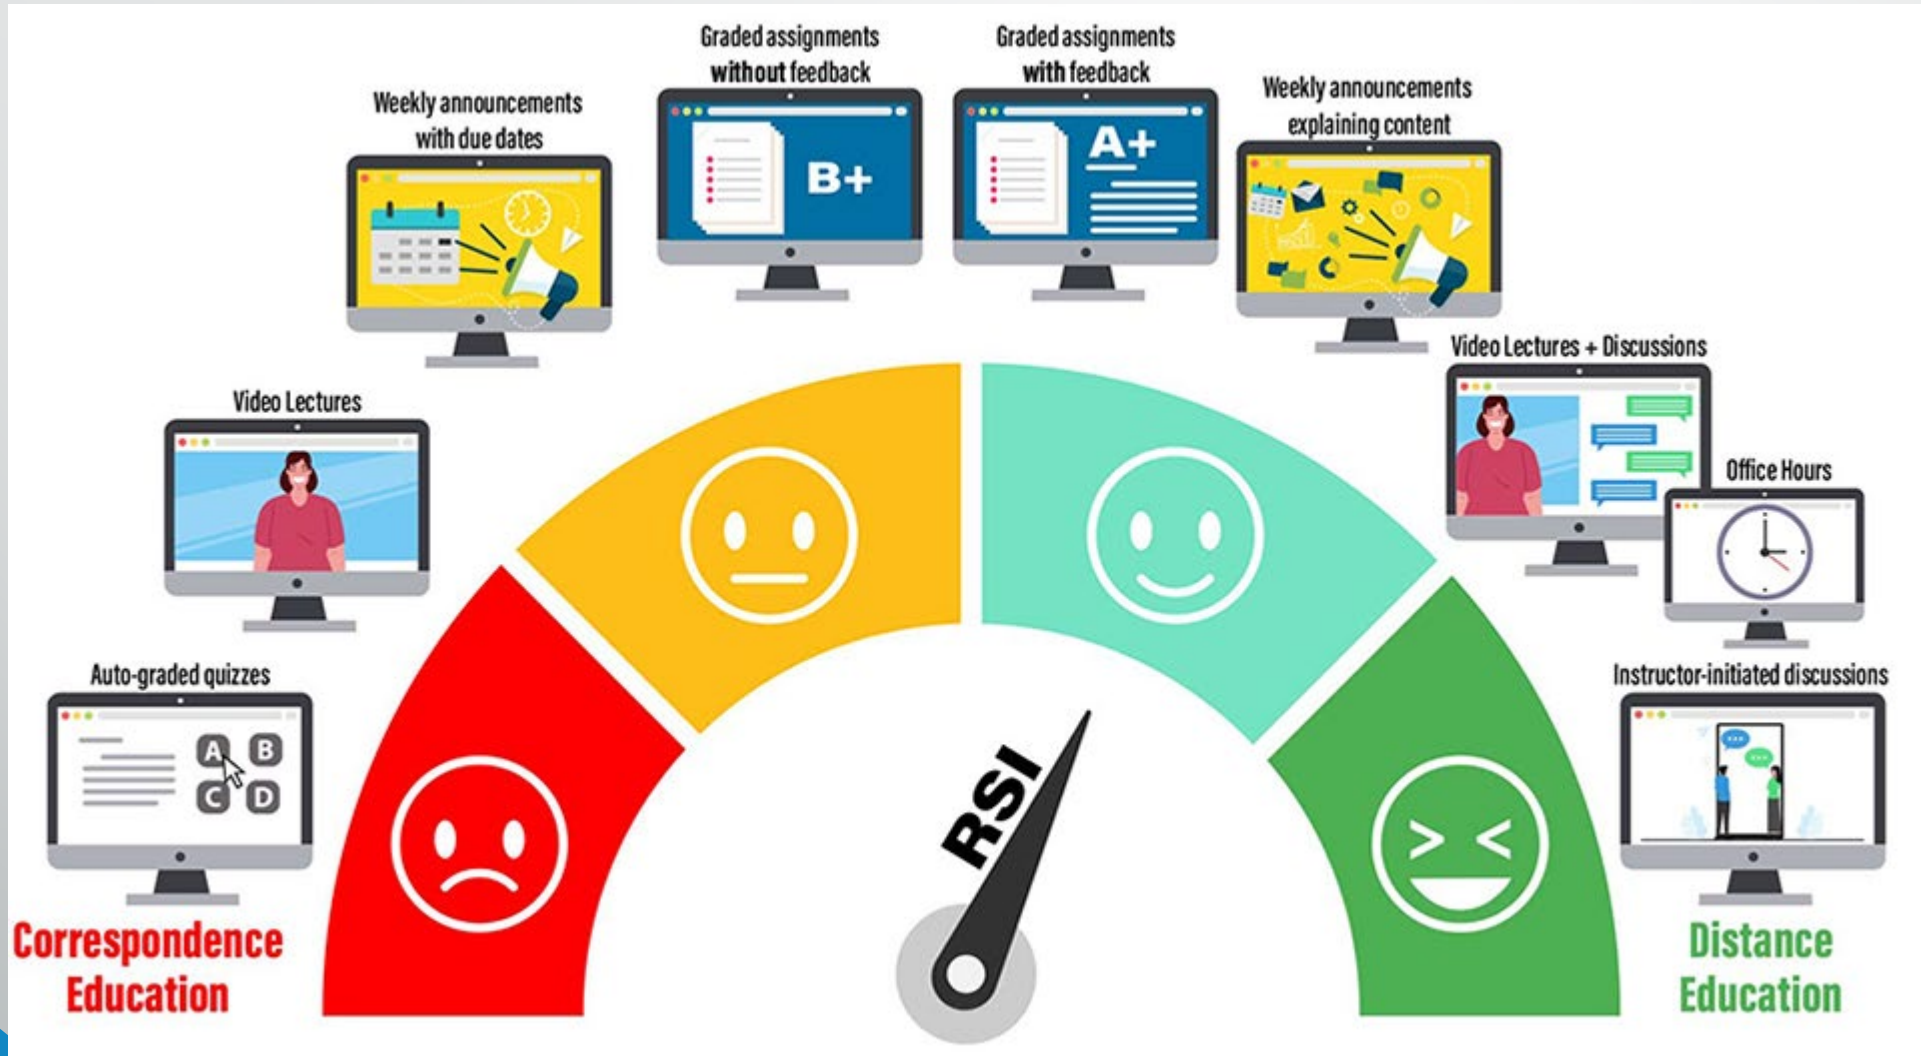 Graded assignments
without feedback
Graded assignments
with feedback
Weekly announcements
explaining content
Weekly announcements
with due dates
B+
A+
Video Lectures + Discussions
Video Lectures
Office Hours
Auto-graded quizzes
A B
C D
Instructor-initiated discussions
RSI
Correspondence
Education
Distance
Education